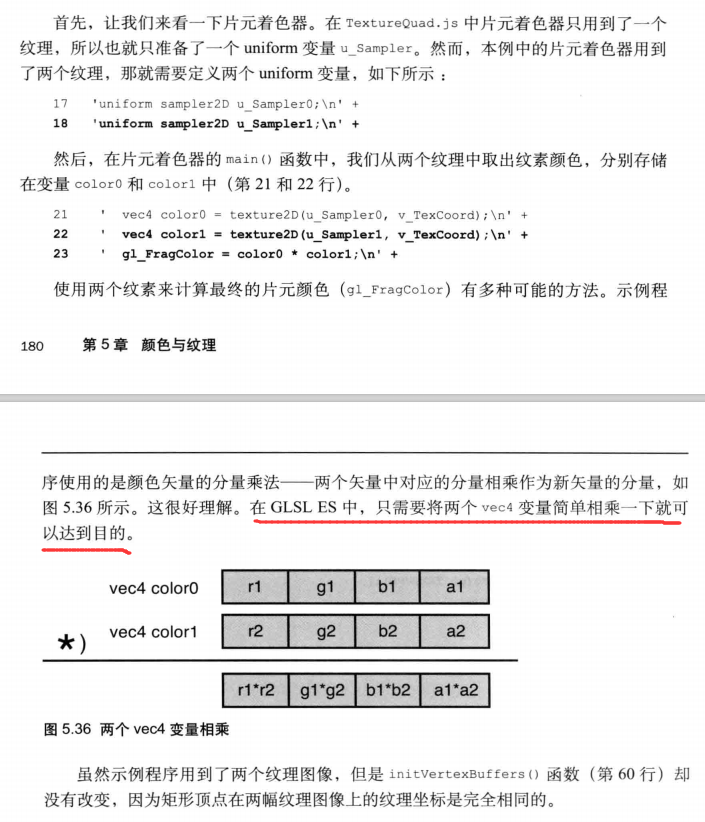 首先，让我们来看一下片元着色器。在 TextureQuad.js 中片元着色器只用到了一个
纹理，所以也就只准备了一个 uniform 变量 u_Sampler。然而，本例中的片元着色器用到
了两个纹理，那就需要定义两个 uniform 变量，如下所示：
17 'uniform sampler2D u_Sampler0;\n' +
18 'uniform sampler2D u_Sampler1;\n' +
然后，在片元着色器的 main() 函数中，我们从两个纹理中取出纹素颜色，分别存储
在变量 color0 和 color1 中（第 21 和 22 行）。
21 ' vec4 color0 = texture2D(u_Sampler0, v_TexCoord);\n' +
22 ' vec4 color1 = texture2D(u_Sampler1, v_TexCoord);\n' +
23 ' gl_FragColor = color0 * color1;\n' +
使用两个纹素来计算最终的片元颜色（gl_FragColor）有多种可能的方法。示例程
180 第 5 章 颜色与纹理
序使用的是颜色矢量的分量乘法——两个矢量中对应的分量相乘作为新矢量的分量，如
图 5.36 所示。这很好理解。在 GLSL ES 中，只需要将两个 vec4 变量简单相乘一下就可
以达到目的。
vec4 color0 r1 g1 b1 a1
*) vec4 color1 r2 g2 b2 a2
r1*r2 g1*g2 b1*b2 a1*a2
图 5.36 两个 vec4 变量相乘
虽然示例程序用到了两个纹理图像，但是 initVertexBuffers() 函数（第 60 行）却
没有改变，因为矩形顶点在两幅纹理图像上的纹理坐标是完全相同的。